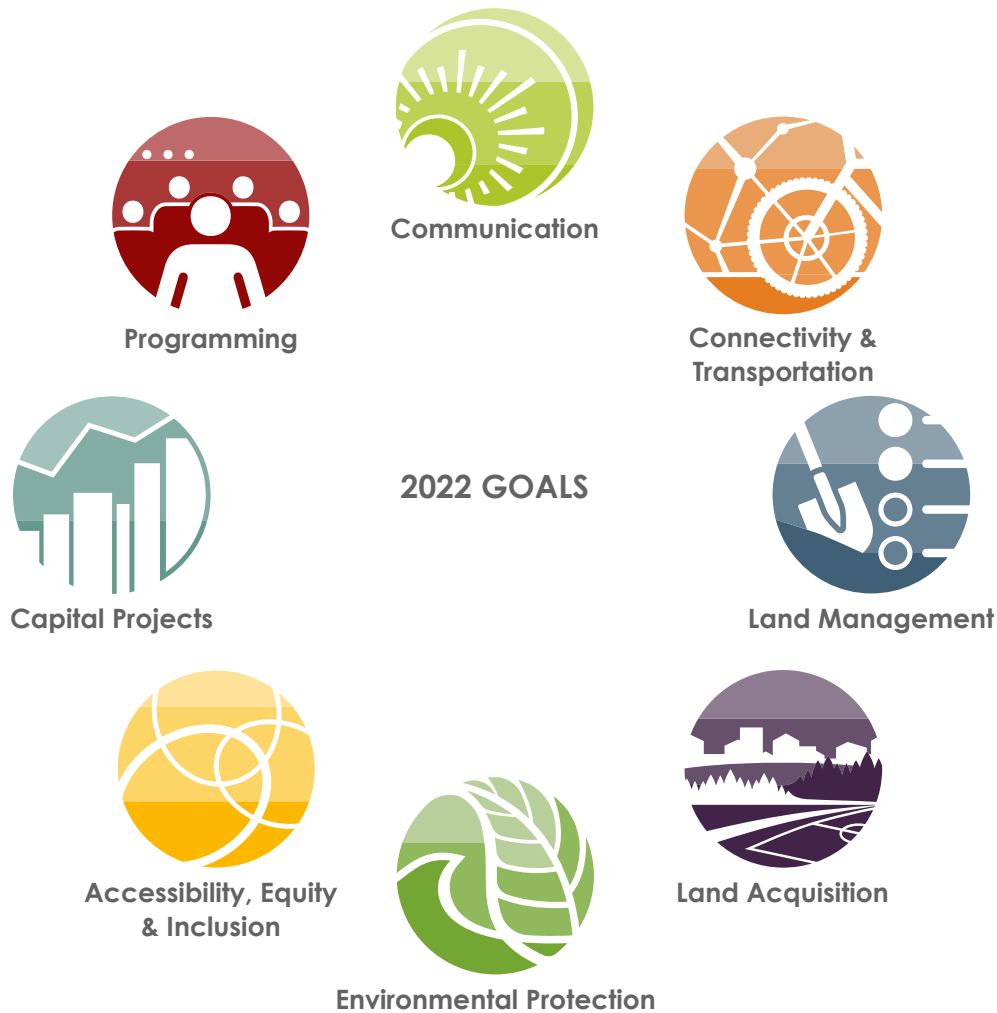 Communication
Programming
Connectivity &
Transportation
2022 GOALS
Capital Projects
Land Management
Accessibility, Equity
& Inclusion
Land Acquisition
Environmental Protection